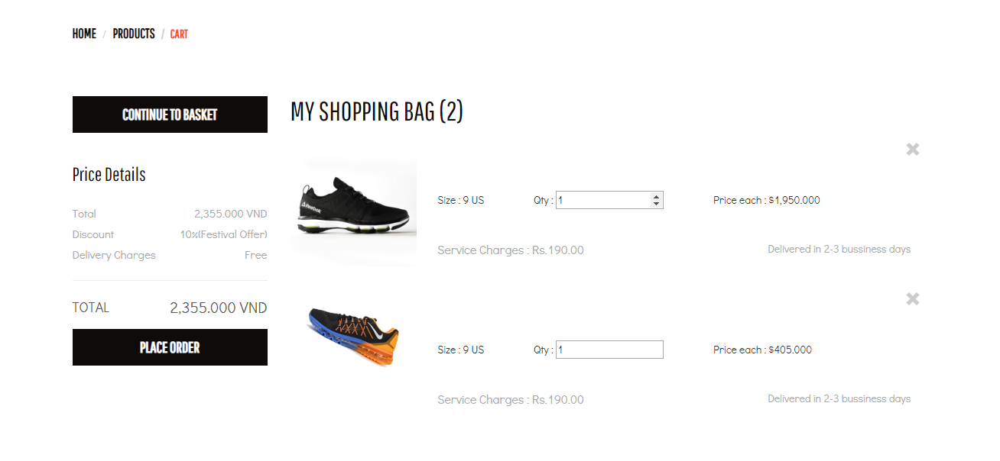 HOME / PRODUCTS / CART
CONTINUE TO BASKET
Price Details
Total 2,355.000 VND
Discount 10%(Festival Offer)
Delivery Charges Free
TOTAL 2,355.000 VND
PLACE ORDER
MY SHOPPING BAG (2)
Reebok
Size : 9 US Qty : 1 Price each : $1,950.000
Service Charges : Rs.190.00 Delivered in 2-3 bussiness days
Size : 9 US Qty : 1 Price each : $405.000
Service Charges : Rs.190.00 Delivered in 2-3 bussiness days